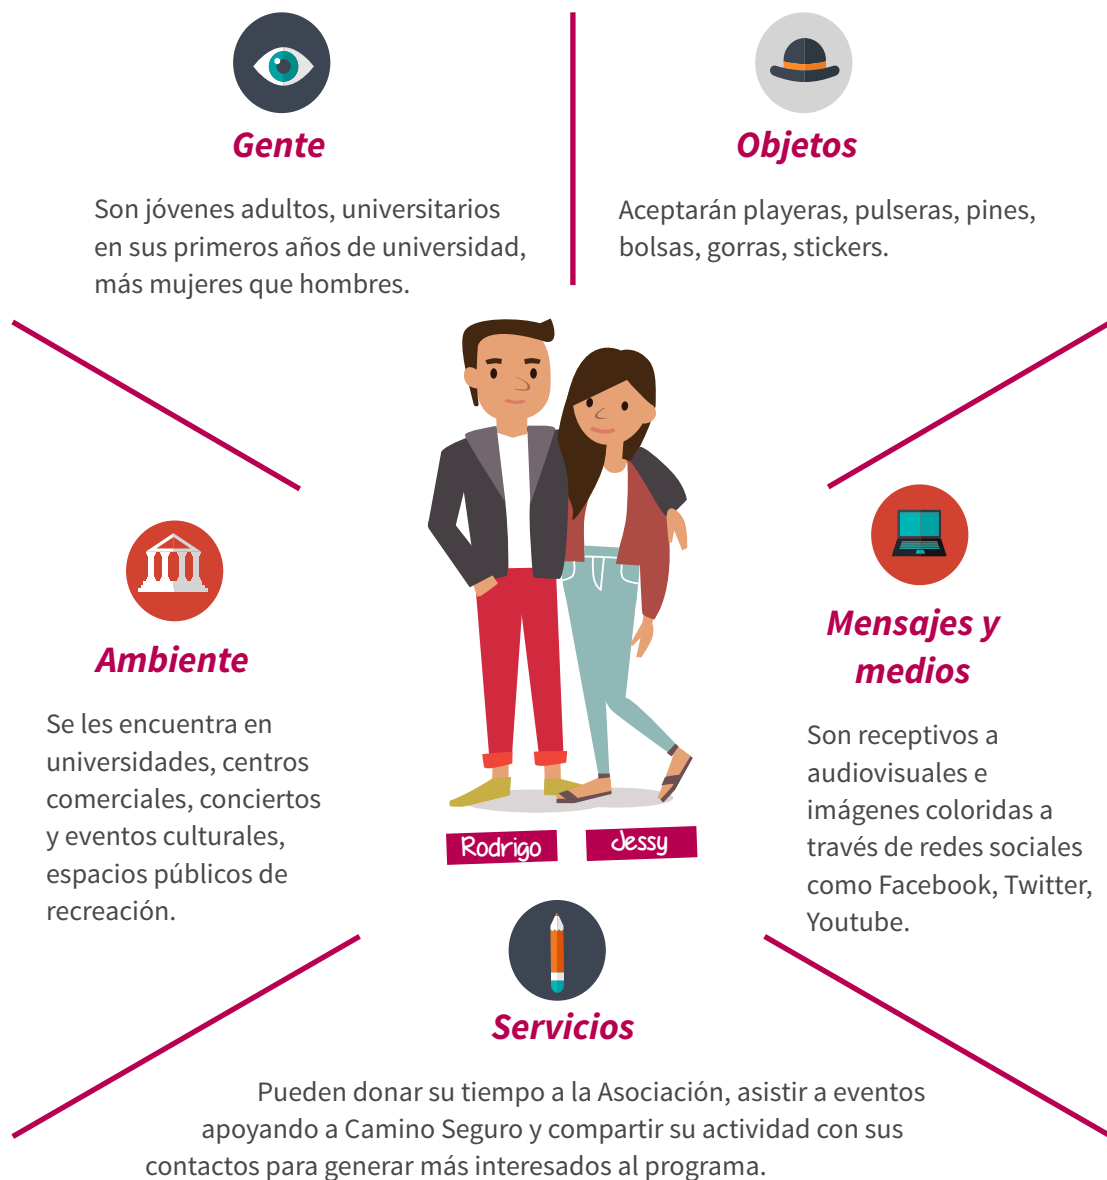 Gente
Son jóvenes adultos, universitarios
en sus primeros años de universidad,
más mujeres que hombres.
Objetos
Aceptarán playeras, pulseras, pines,
bolsas, gorras, stickers.
Ambiente
Se les encuentra en
universidades, centros
comerciales, conciertos
y eventos culturales,
espacios públicos de
recreación.
Mensajes y
medios
Son receptivos a
audiovisuales e
imágenes coloridas a
través de redes sociales
como Facebook, Twitter,
Youtube.
Rodrigo
Jessy
Servicios
Pueden donar su tiempo a la Asociación, asistir a eventos
apoyando a Camino Seguro y compartir su actividad con sus
contactos para generar más interesados al programa.